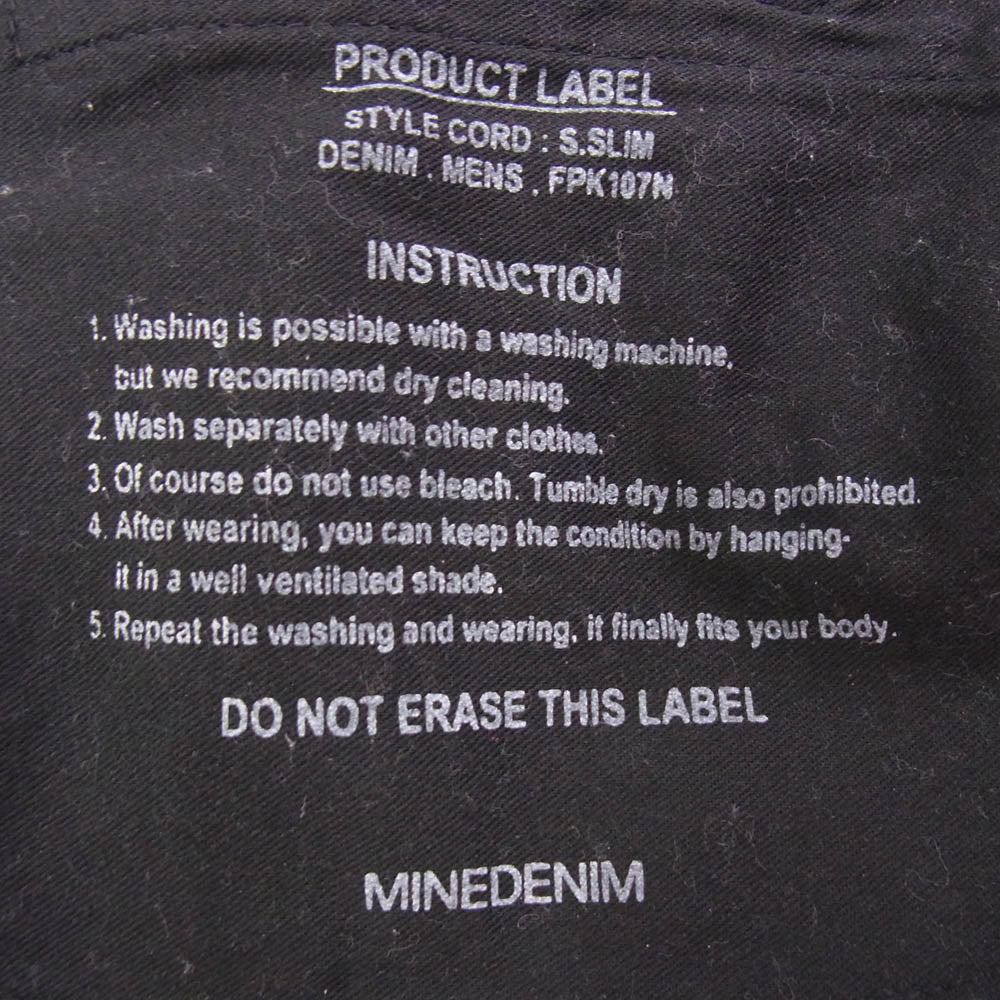 PRODUCT LABEL
STYLE CORD : S.SLIM
DENIM . MENS . FPK107N
INSTRUCTION
1. Washing is possible with a washing machine,
but we recommend dry cleaning.
2. Wash separately with other clothes.
3. Of course do not use bleach. Tumble dry is also prohibited.
4. After wearing, you can keep the condition by hanging-
it in a well ventilated shade.
5. Repeat the washing and wearing, it finally fits your body.
DO NOT ERASE THIS LABEL
MINEDENIM